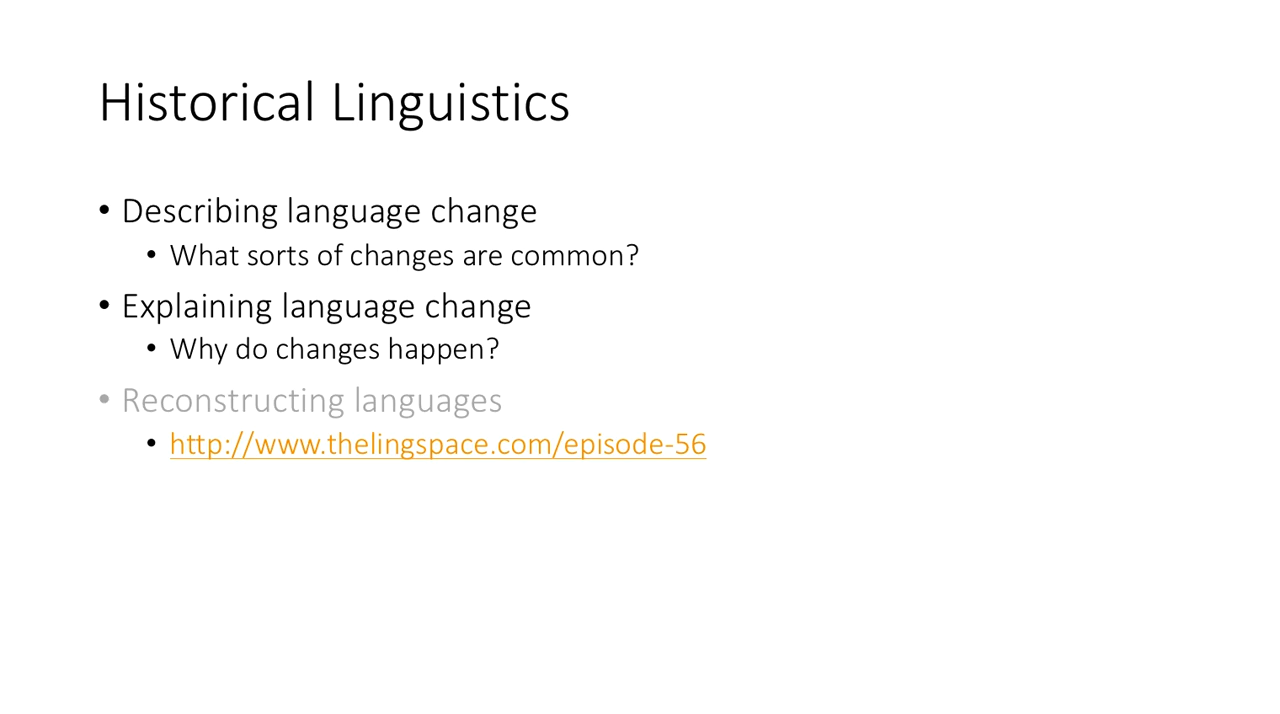 Historical Linguistics
• Describing language change
• What sorts of changes are common?
• Explaining language change
• Why do changes happen?
• Reconstructing languages
• http://www.thelingspace.com/episode-56